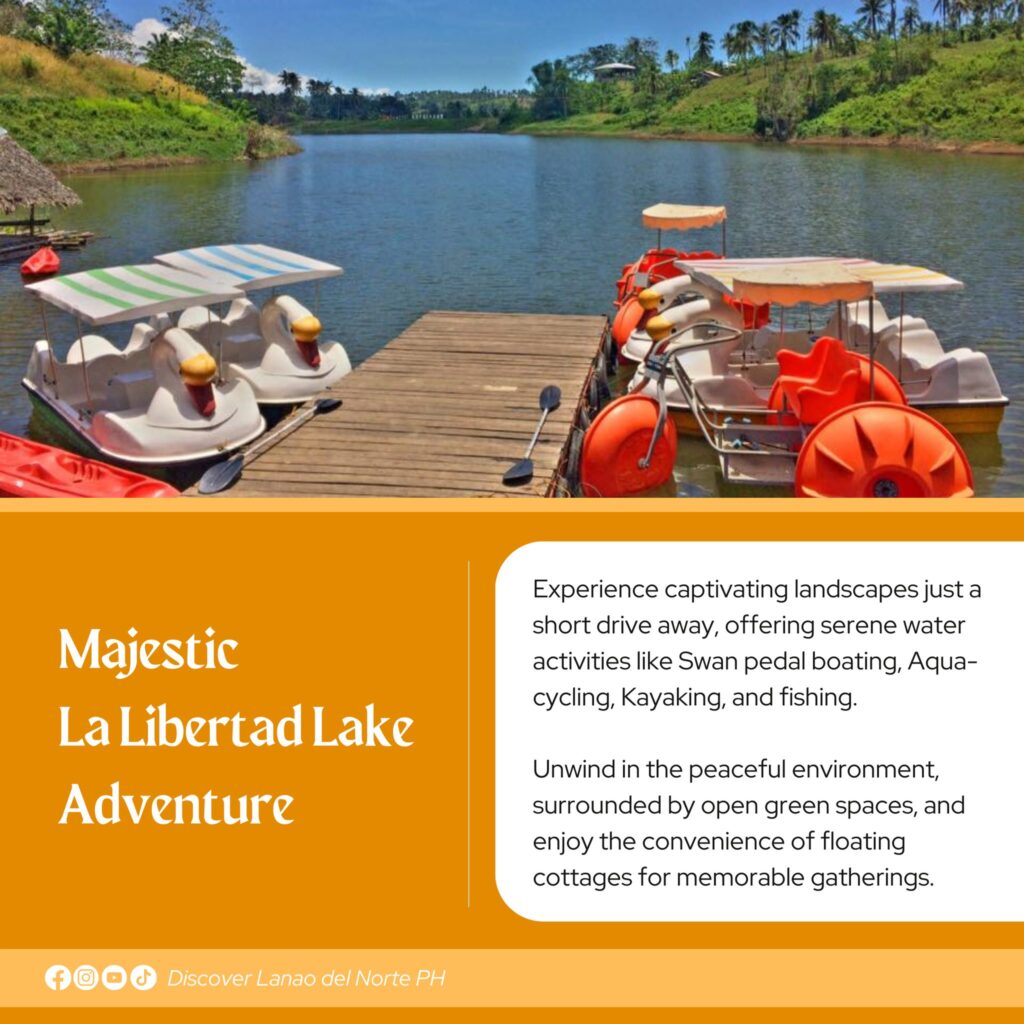 Majestic
La Libertad Lake
Adventure
Experience captivating landscapes just a
short drive away, offering serene water
activities like Swan pedal boating, Aqua-
cycling, Kayaking, and fishing.
Unwind in the peaceful environment,
surrounded by open green spaces, and
enjoy the convenience of floating
cottages for memorable gatherings.
Discover Lanao del Norte PH